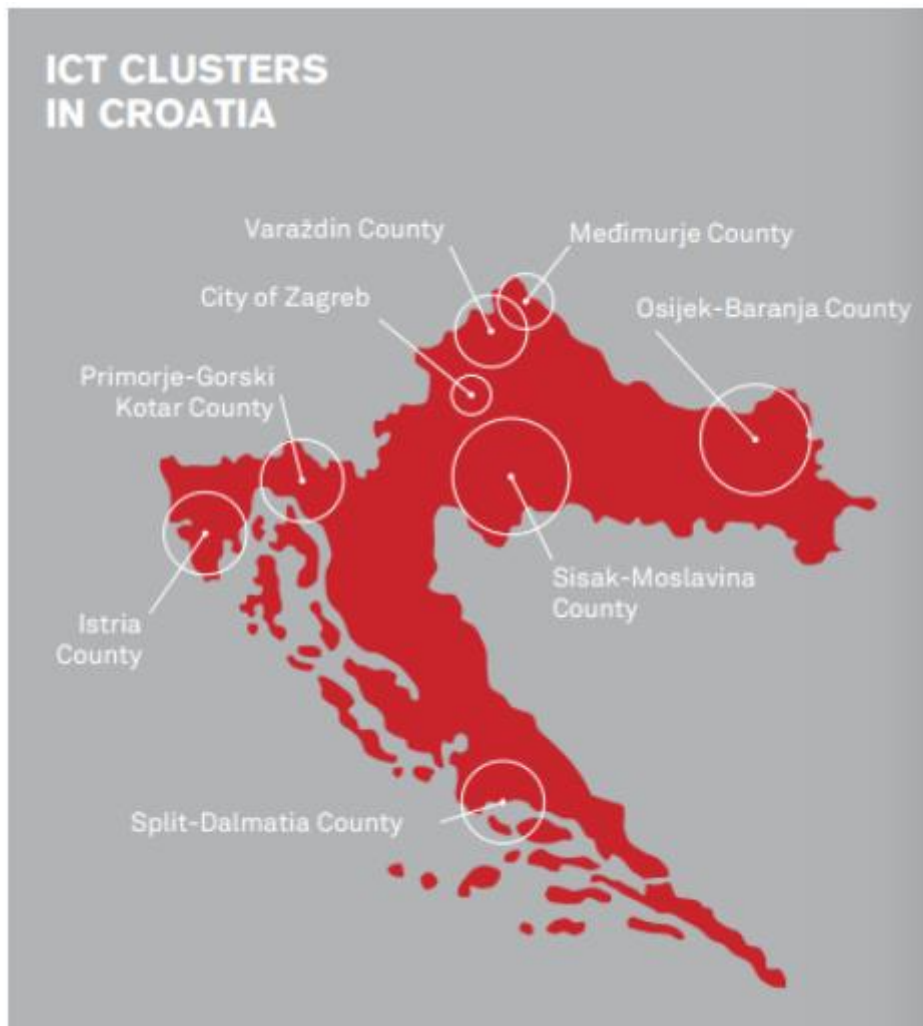 ICT CLUSTERS
IN CROATIA
Varaždin County
Međimurje County
City of Zagreb
Osijek-Baranja County
Primorje-Gorski
Kotar County
Sisak-Moslavina
County
Istria
County
Split-Dalmatia County